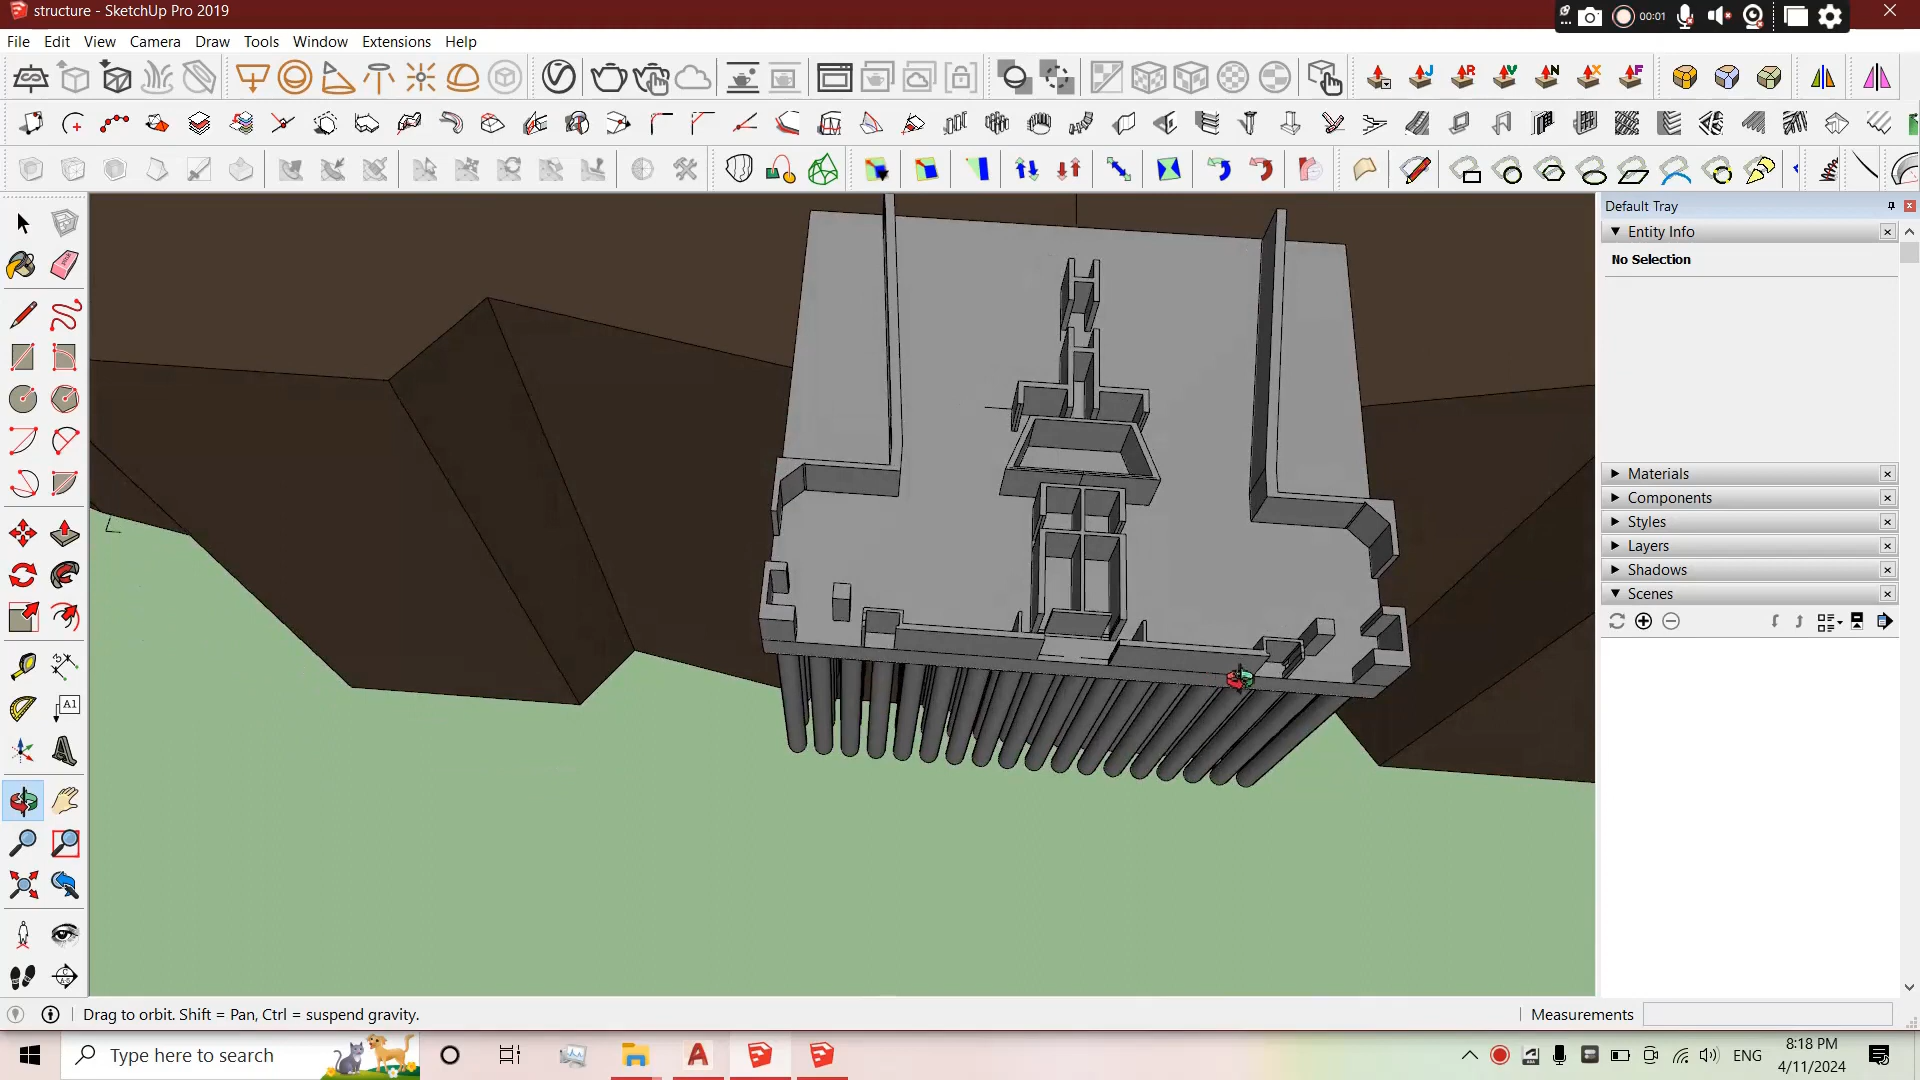 structure - SketchUp Pro 2019
00:01
File Edit View Camera Draw Tools Window Extensions Help
J R V N X F
Default Tray
Entity Info
No Selection
Materials
Components
Styles
Layers
Shadows
Scenes
A1
Drag to orbit. Shift = Pan, Ctrl = suspend gravity.
Measurements
Type here to search
ENG
8:18 PM
4/11/2024